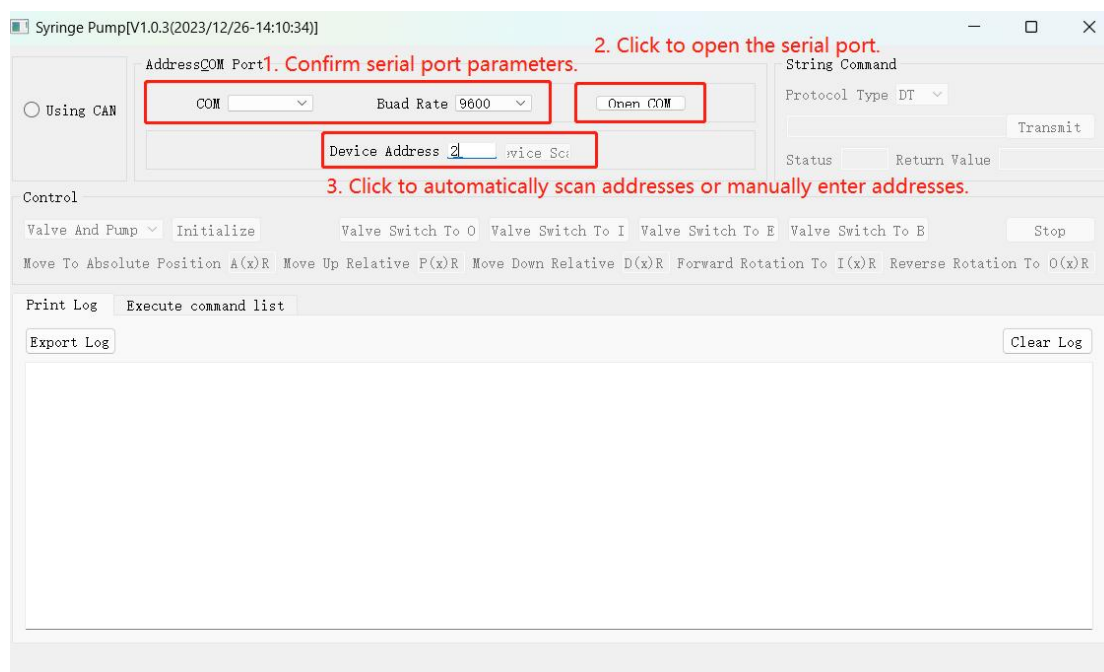 Syringe Pump[V1.0.3(2023/12/26-14:10:34)]
2. Click to open the serial port.
AddressCOM Port
1. Confirm serial port parameters.
String Command
Using CAN
COM
Buad Rate 9600
Open COM
Protocol Type DT
Transmit
Device Address 2
evice Sc
Status
Return Value
3. Click to automatically scan addresses or manually enter addresses.
Control
Valve And Pump
Initialize
Valve Switch To O
Valve Switch To I
Valve Switch To E
Valve Switch To B
Stop
Move To Absolute Position A(x)R
Move Up Relative P(x)R
Move Down Relative D(x)R
Forward Rotation To I(x)R
Reverse Rotation To O(x)R
Print Log
Execute command list
Export Log
Clear Log